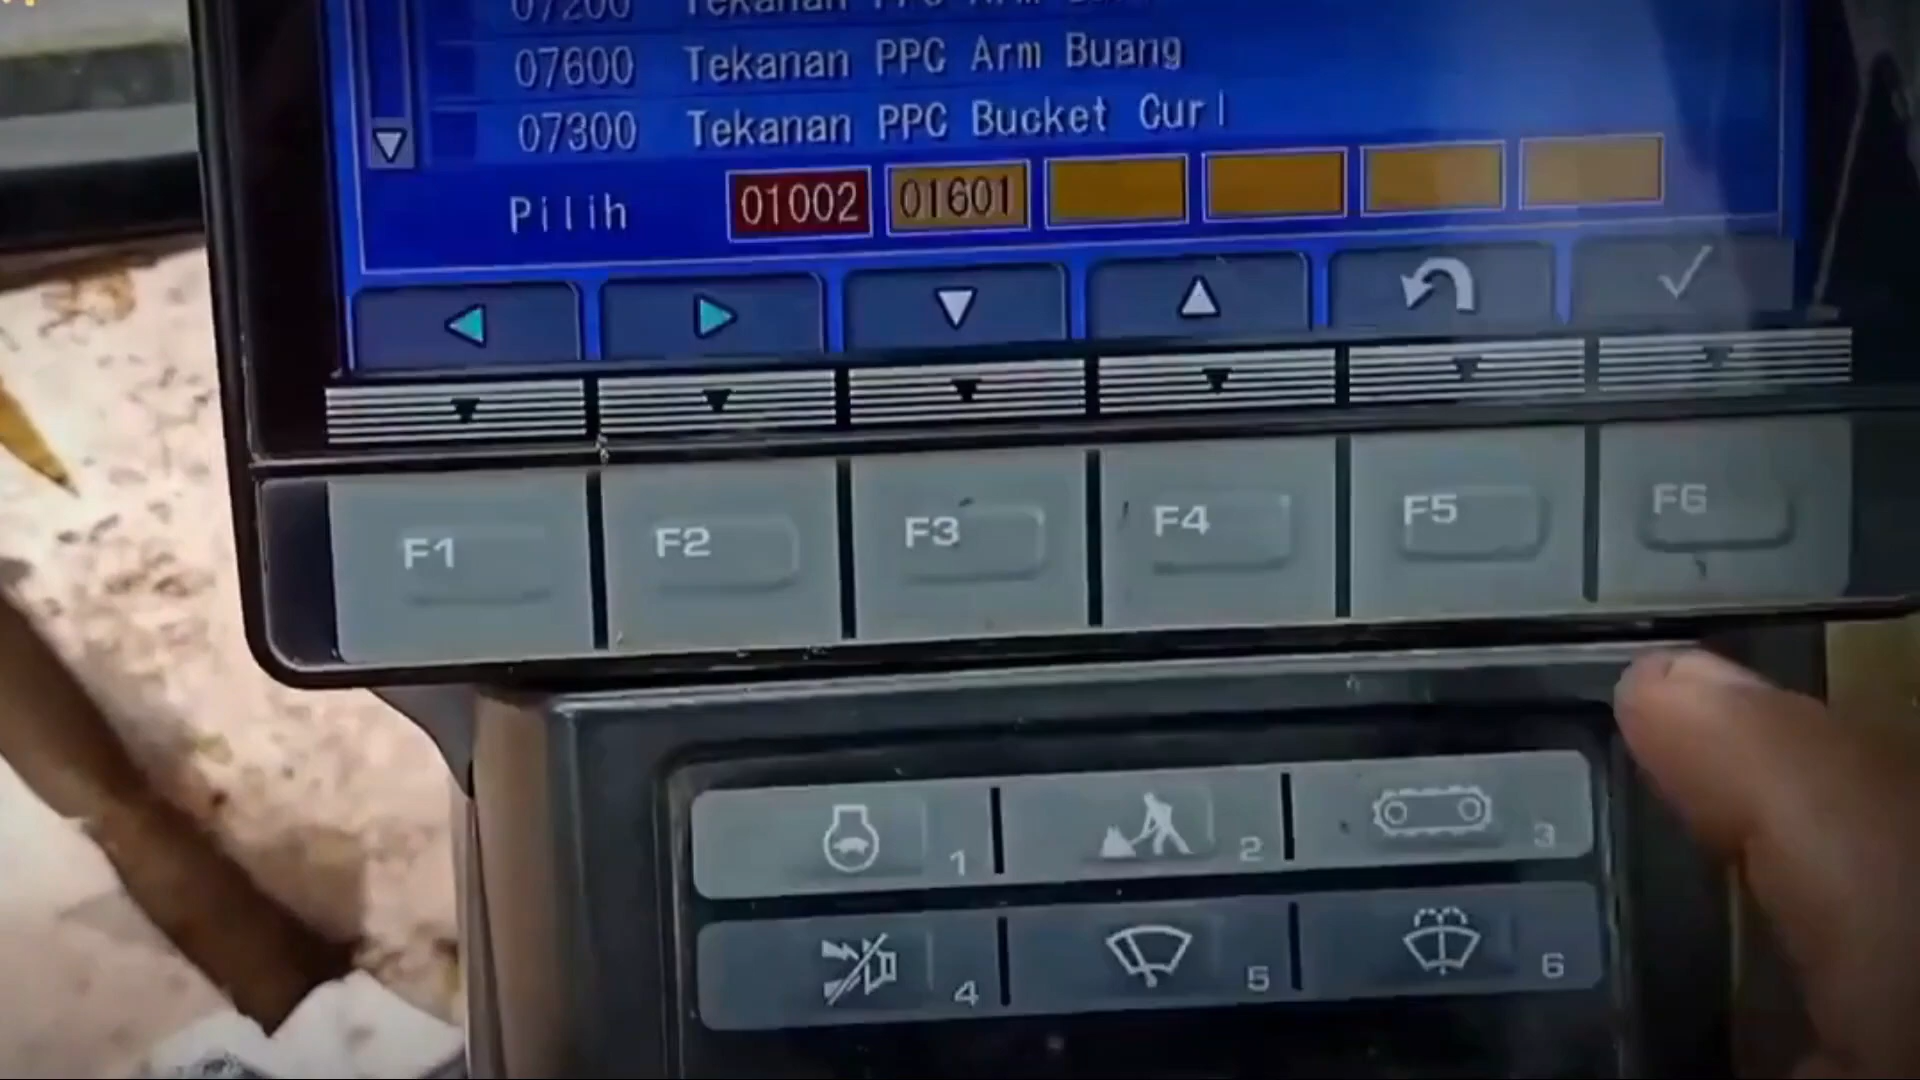 07200 Tekanan PPC Arm
07600 Tekanan PPC Arm Buang
07300 Tekanan PPC Bucket Curl
Pilih 01002 01601
F1 F2 F3 F4 F5 F6
1 2 3
4 5 6